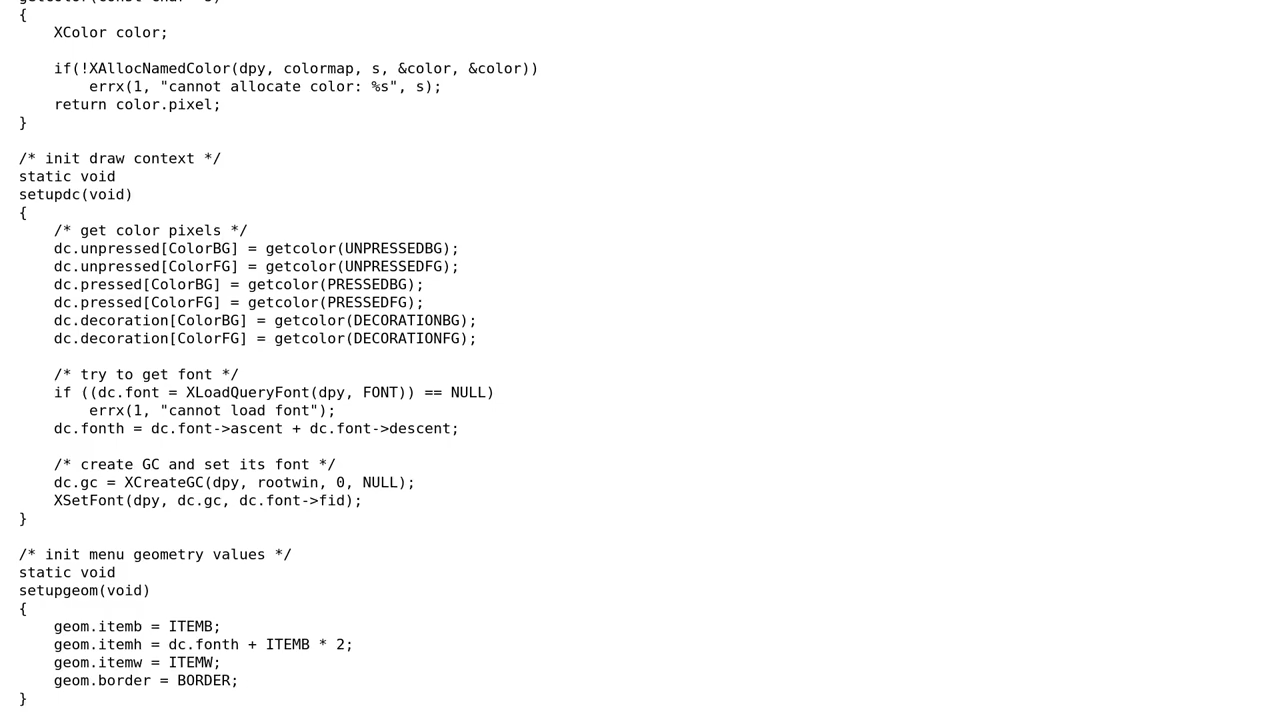 {
    XColor color;

    if(!XAllocNamedColor(dpy, colormap, s, &color, &color))
        errx(1, "cannot allocate color: %s", s);
    return color.pixel;
}

/* init draw context */
static void
setupdc(void)
{
    /* get color pixels */
    dc.unpressed[ColorBG] = getcolor(UNPRESSEDBG);
    dc.unpressed[ColorFG] = getcolor(UNPRESSEDFG);
    dc.pressed[ColorBG] = getcolor(PRESSEDBG);
    dc.pressed[ColorFG] = getcolor(PRESSEDFG);
    dc.decoration[ColorBG] = getcolor(DECORATIONBG);
    dc.decoration[ColorFG] = getcolor(DECORATIONFG);

    /* try to get font */
    if ((dc.font = XLoadQueryFont(dpy, FONT)) == NULL)
        errx(1, "cannot load font");
    dc.fonth = dc.font->ascent + dc.font->descent;

    /* create GC and set its font */
    dc.gc = XCreateGC(dpy, rootwin, 0, NULL);
    XSetFont(dpy, dc.gc, dc.font->fid);
}

/* init menu geometry values */
static void
setupgeom(void)
{
    geom.itemb = ITEMB;
    geom.itemh = dc.fonth + ITEMB * 2;
    geom.itemw = ITEMW;
    geom.border = BORDER;
}